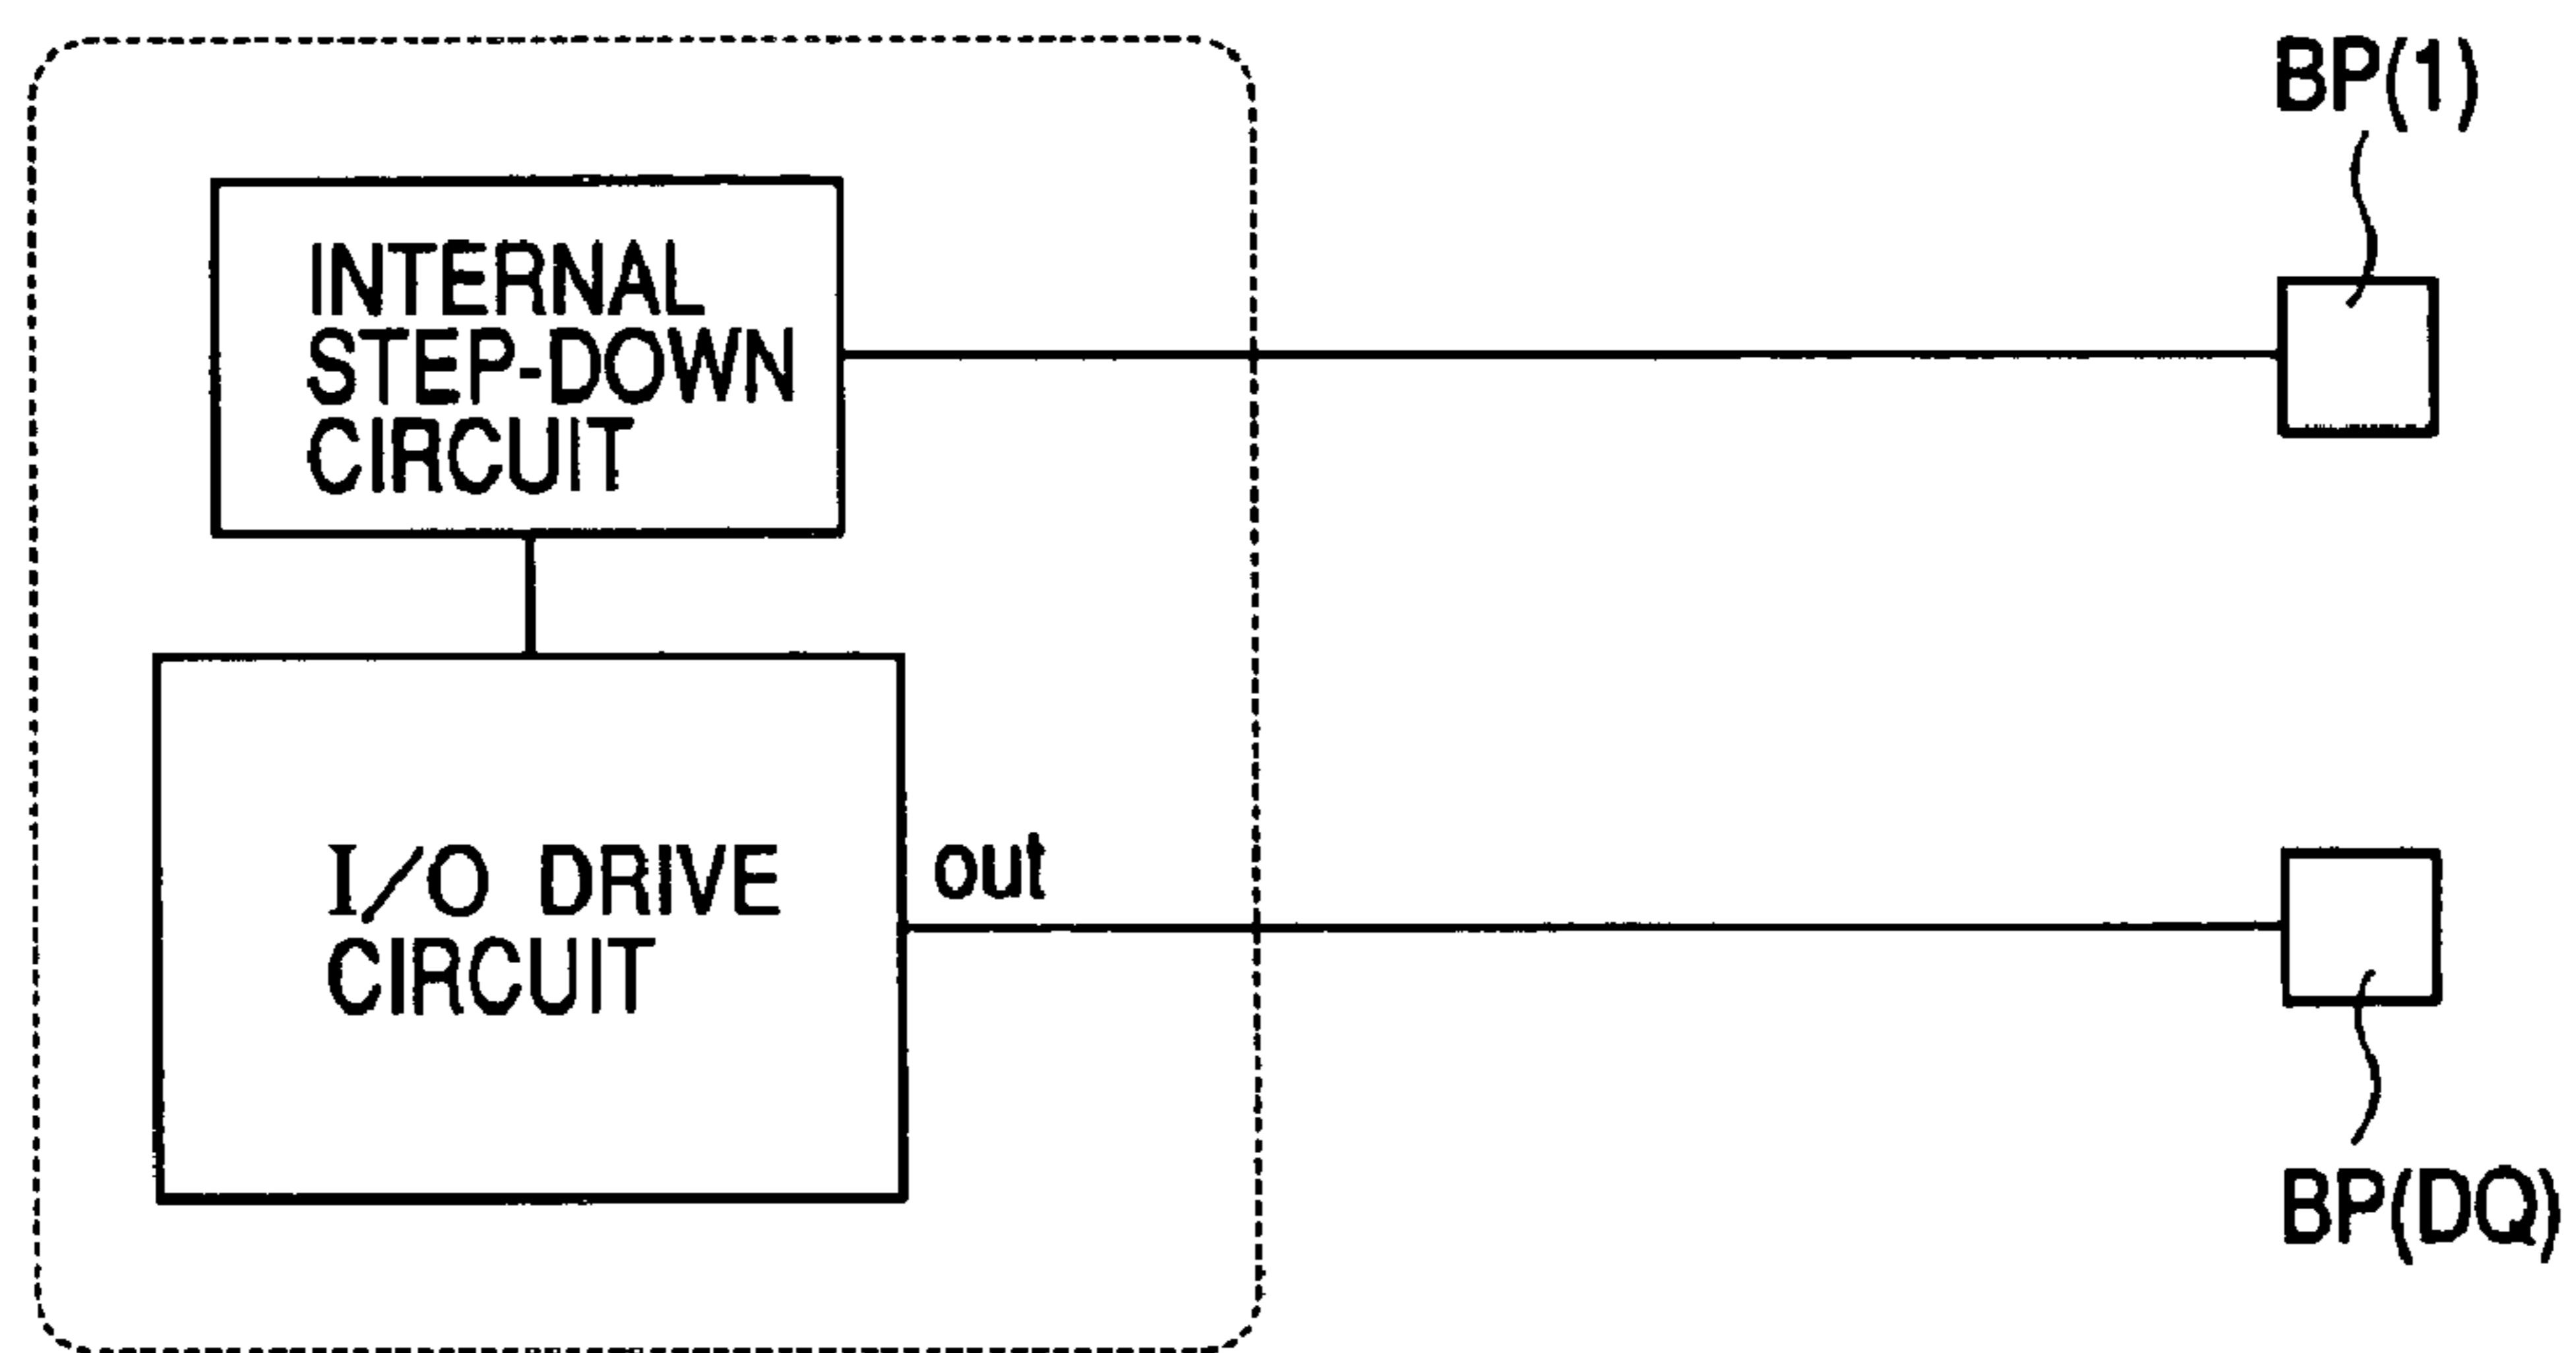 BP(1)
INTERNAL
STEP-DOWN
CIRCUIT
I/O DRIVE
CIRCUIT
out
BP(DQ)